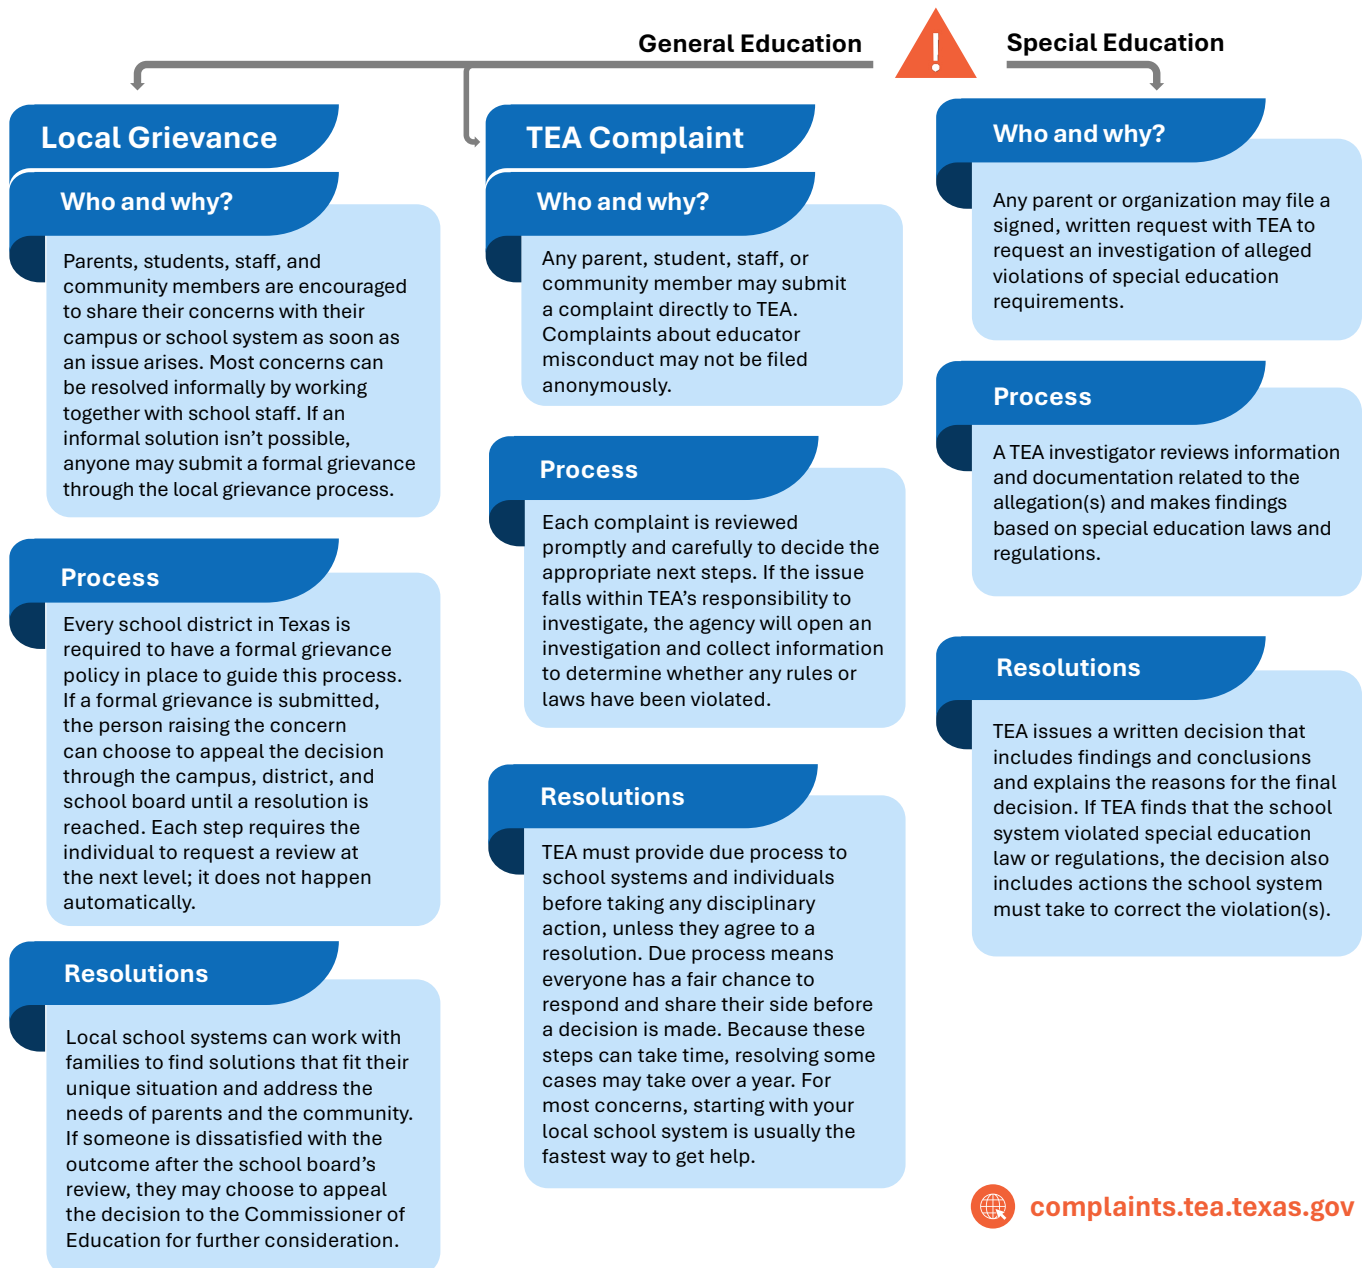 General Education
Special Education
Local Grievance
Who and why?
Parents, students, staff, and
community members are encouraged
to share their concerns with their
campus or school system as soon as
an issue arises. Most concerns can
be resolved informally by working
together with school staff. If an
informal solution isn't possible,
anyone may submit a formal grievance
through the local grievance process.
Process
Every school district in Texas is
required to have a formal grievance
policy in place to guide this process.
If a formal grievance is submitted,
the person raising the concern
can choose to appeal the decision
through the campus, district, and
school board until a resolution is
reached. Each step requires the
individual to request a review at
the next level; it does not happen
automatically.
Resolutions
Local school systems can work with
families to find solutions that fit their
unique situation and address the
needs of parents and the community.
If someone is dissatisfied with the
outcome after the school board's
review, they may choose to appeal
the decision to the Commissioner of
Education for further consideration.
TEA Complaint
Who and why?
Any parent, student, staff, or
community member may submit
a complaint directly to TEA.
Complaints about educator
misconduct may not be filed
anonymously.
Process
Each complaint is reviewed
promptly and carefully to decide the
appropriate next steps. If the issue
falls within TEA's responsibility to
investigate, the agency will open an
investigation and collect information
to determine whether any rules or
laws have been violated.
Resolutions
TEA must provide due process to
school systems and individuals
before taking any disciplinary
action, unless they agree to a
resolution. Due process means
everyone has a fair chance to
respond and share their side before
a decision is made. Because these
steps can take time, resolving some
cases may take over a year. For
most concerns, starting with your
local school system is usually the
fastest way to get help.
Who and why?
Any parent or organization may file a
signed, written request with TEA to
request an investigation of alleged
violations of special education
requirements.
Process
A TEA investigator reviews information
and documentation related to the
allegation(s) and makes findings
based on special education laws and
regulations.
Resolutions
TEA issues a written decision that
includes findings and conclusions
and explains the reasons for the final
decision. If TEA finds that the school
system violated special education
law or regulations, the decision also
includes actions the school system
must take to correct the violation(s).
complaints.tea.texas.gov